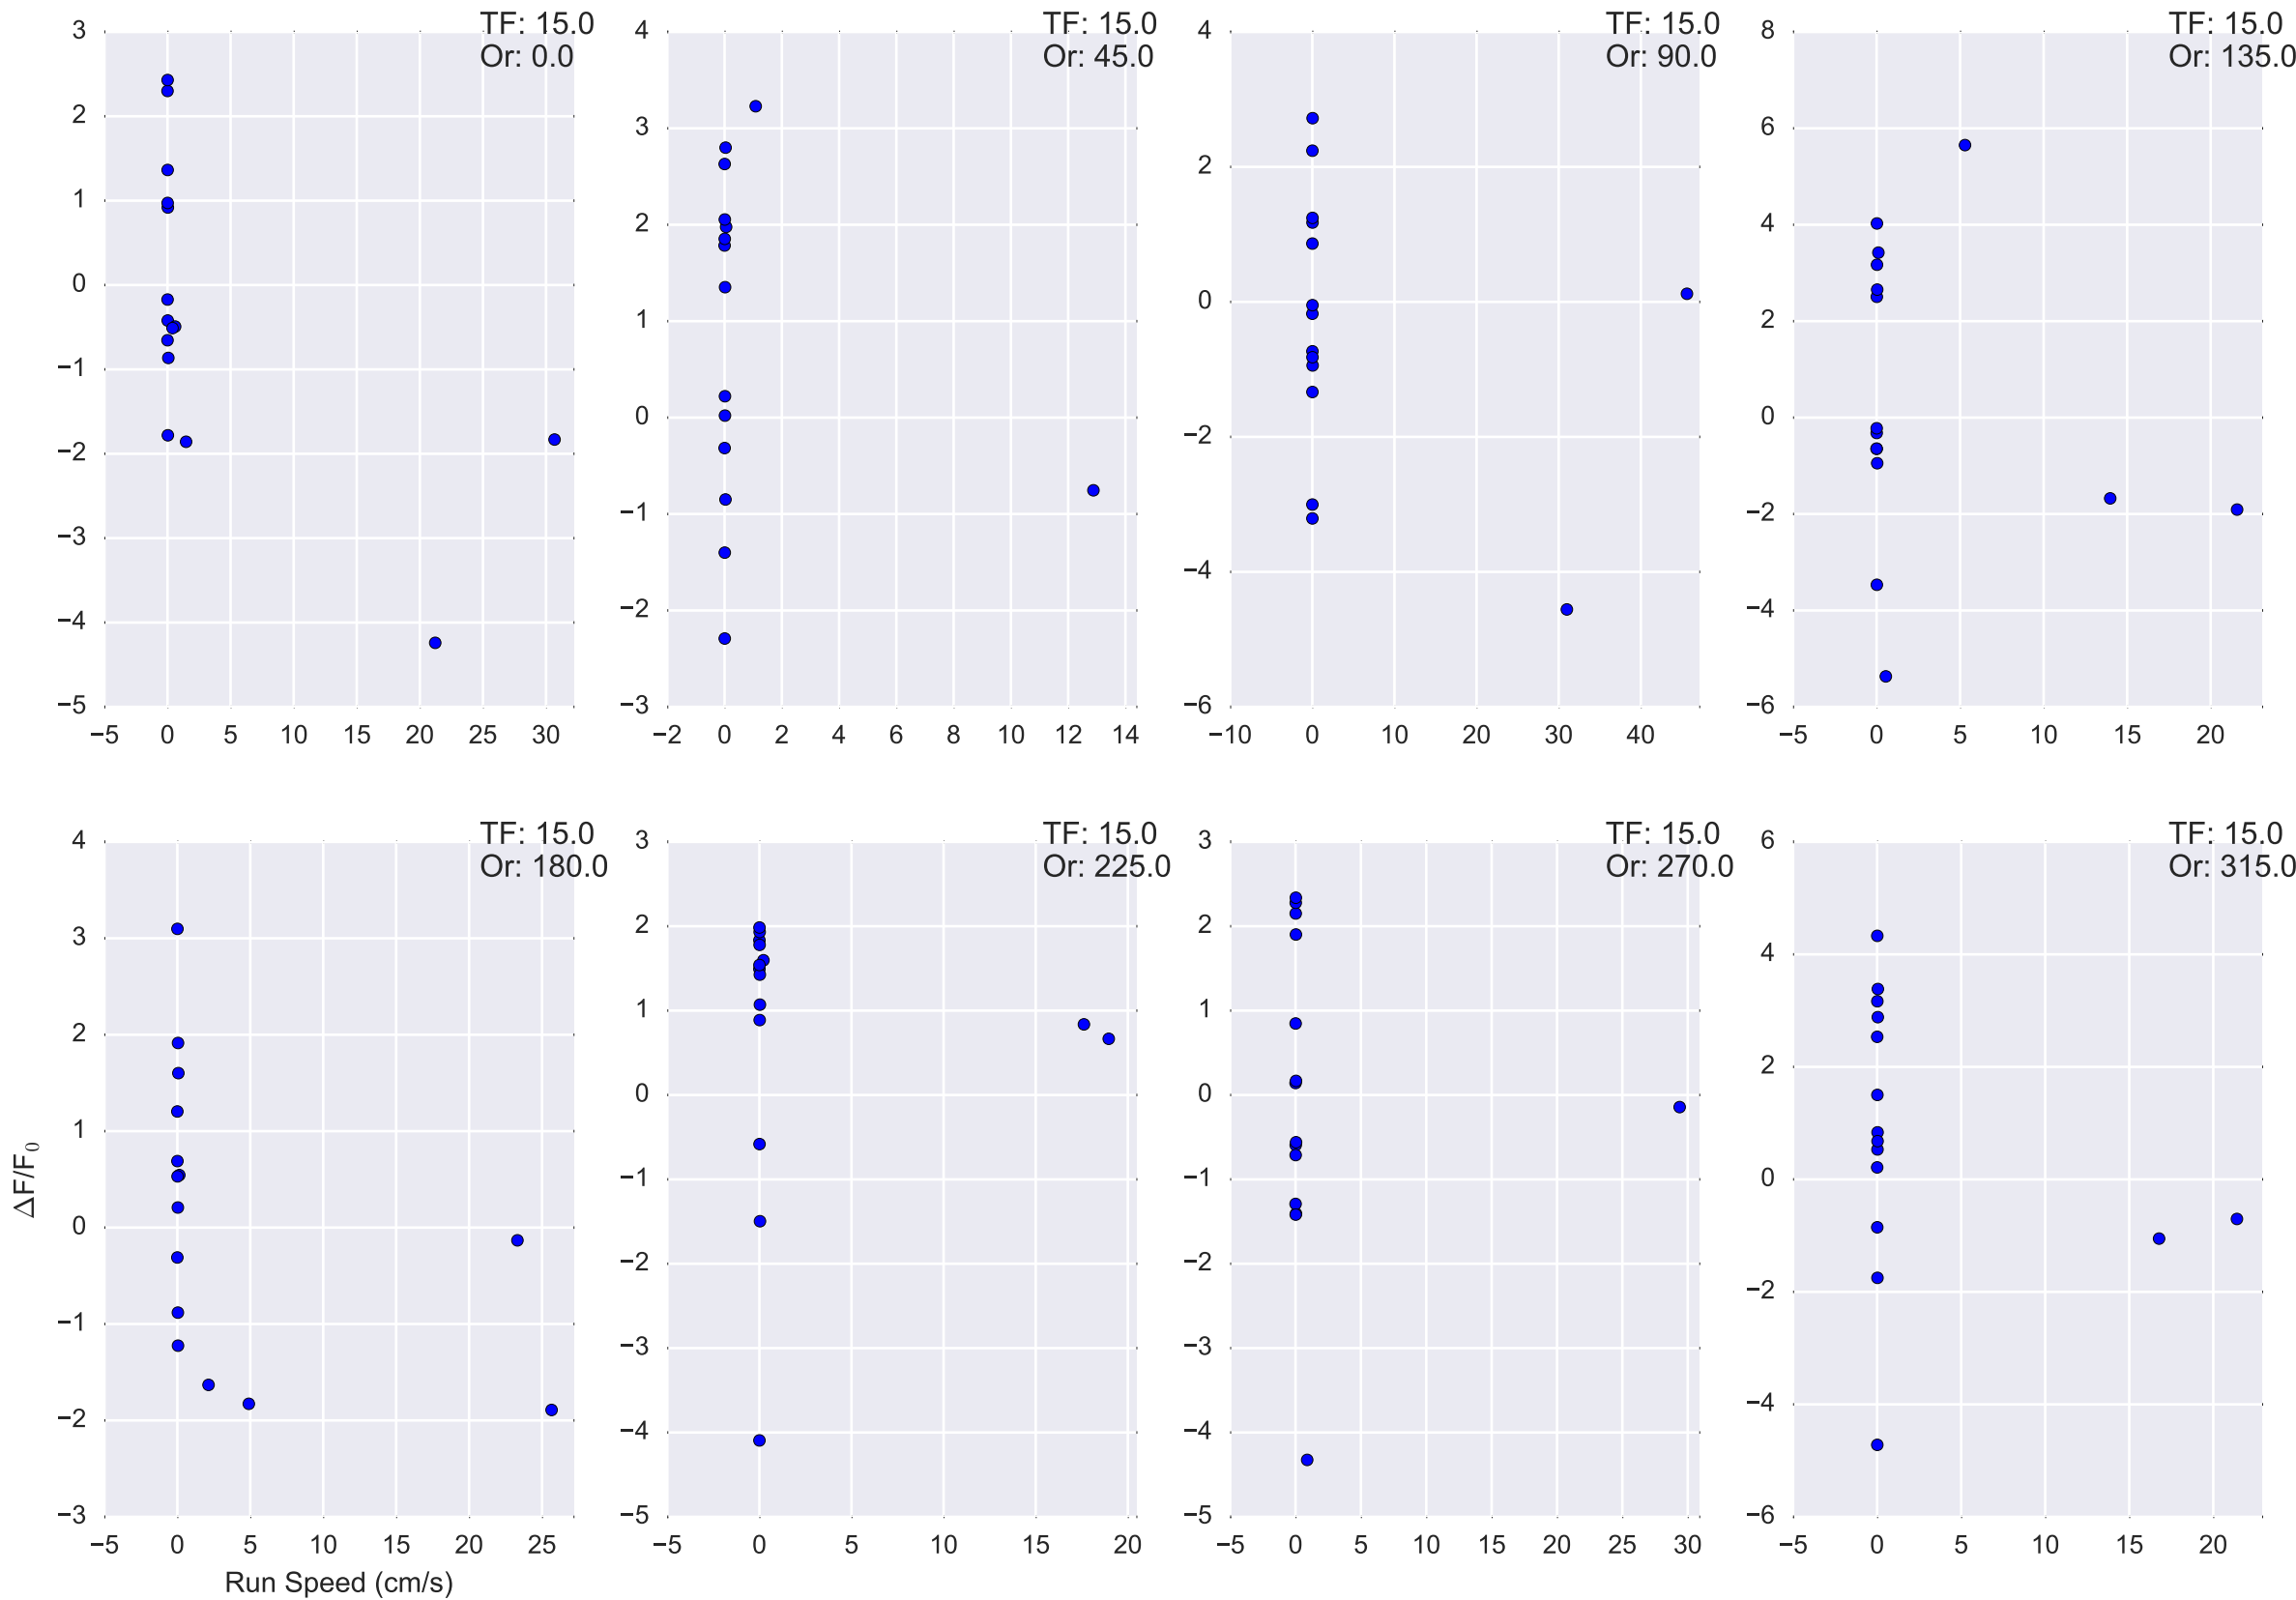 TF: 15.0
Or: 0.0
3
2
1
0
−1
−2
−3
−4
−5
−5 0 5 10 15 20 25 30
TF: 15.0
Or: 45.0
4
3
2
1
0
−1
−2
−3
−2 0 2 4 6 8 10 12 14
TF: 15.0
Or: 90.0
4
2
0
−2
−4
−6
−10 0 10 20 30 40
TF: 15.0
Or: 135.0
8
6
4
2
0
−2
−4
−6
−5 0 5 10 15 20
TF: 15.0
Or: 180.0
4
3
2
1
0
−1
−2
−3
−5 0 5 10 15 20 25
ΔF/F₀
Run Speed (cm/s)
TF: 15.0
Or: 225.0
3
2
1
0
−1
−2
−3
−4
−5
−5 0 5 10 15 20
TF: 15.0
Or: 270.0
3
2
1
0
−1
−2
−3
−4
−5
−5 0 5 10 15 20 25 30
TF: 15.0
Or: 315.0
6
4
2
0
−2
−4
−6
−5 0 5 10 15 20